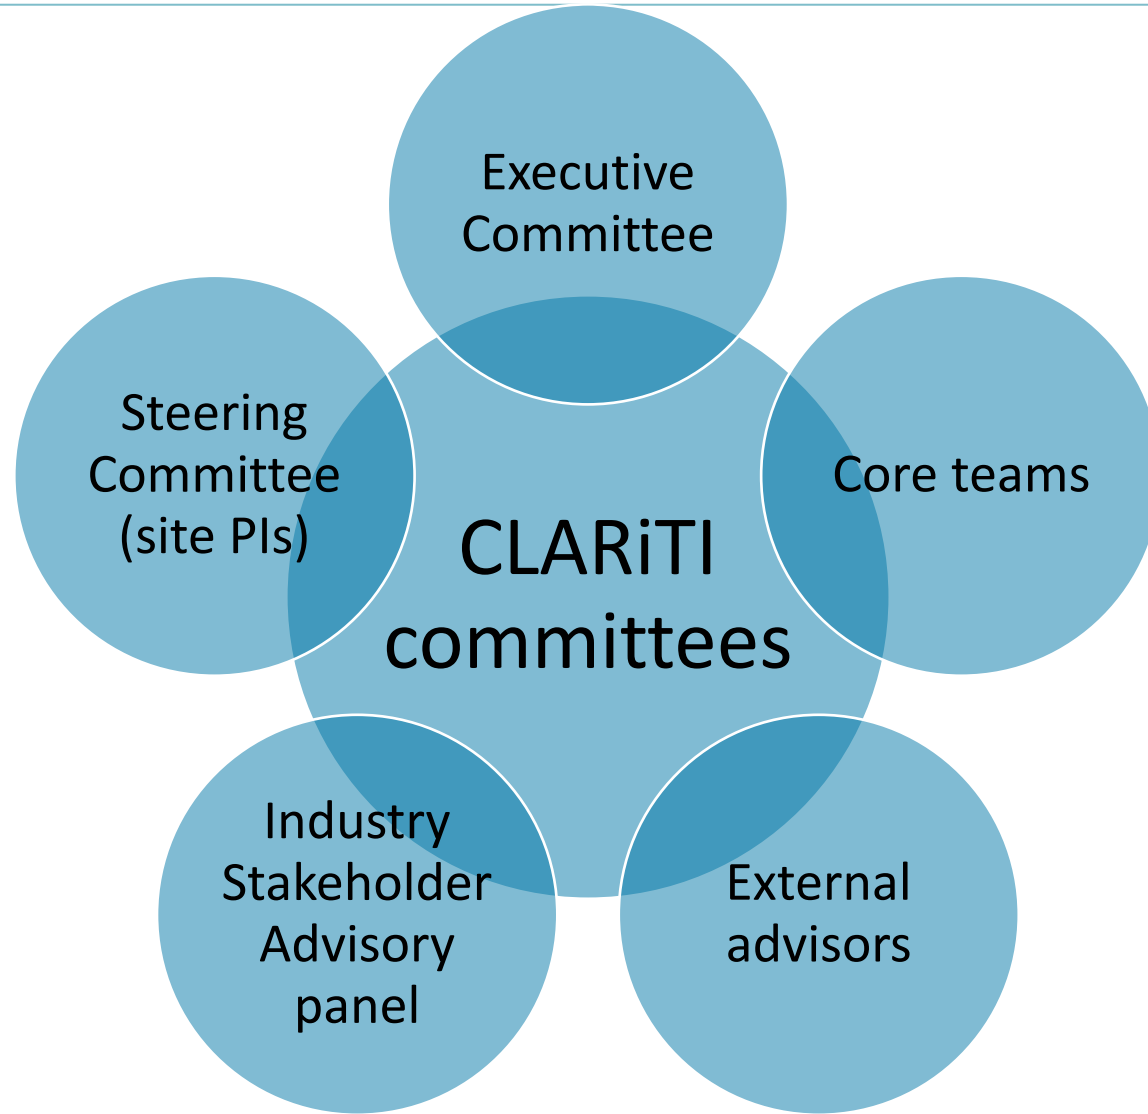 Executive
Committee
Steering
Committee
(site PIs)
Core teams
CLARiTI
committees
Industry
Stakeholder
Advisory
panel
External
advisors